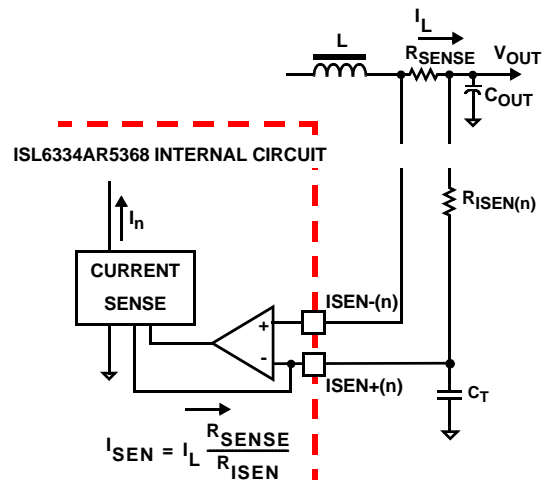 I_L
L
R_SENSE
V_OUT
C_OUT
ISL6334AR5368 INTERNAL CIRCUIT
R_ISEN(n)
I_n
CURRENT
SENSE
ISEN-(n)
+
-
ISEN+(n)
C_T
I_SEN = I_L R_SENSE / R_ISEN